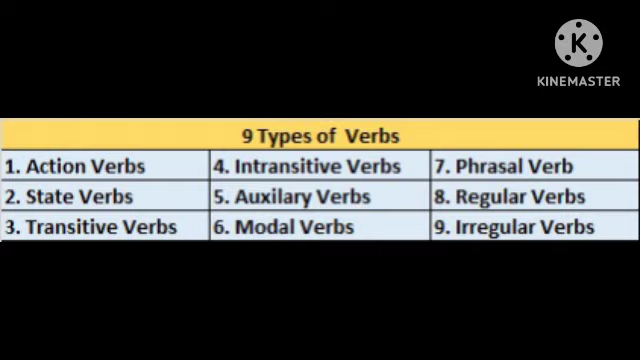 KINEMASTER
9 Types of Verbs
1. Action Verbs 4. Intransitive Verbs 7. Phrasal Verb
2. State Verbs 5. Auxilary Verbs 8. Regular Verbs
3. Transitive Verbs 6. Modal Verbs 9. Irregular Verbs